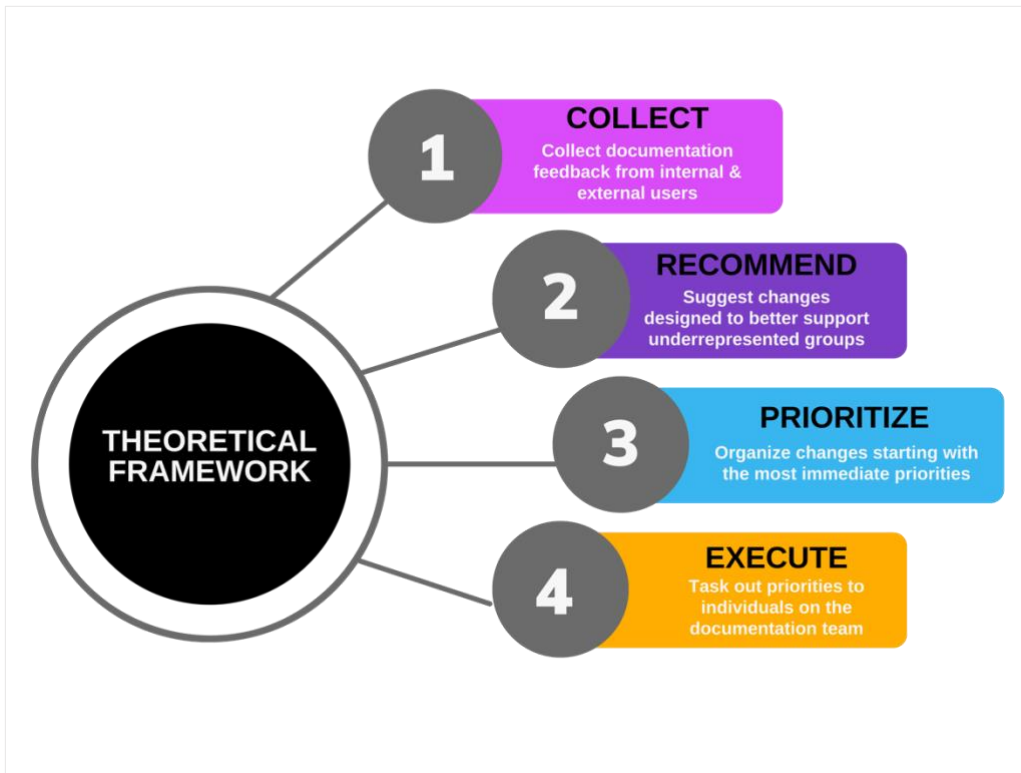 THEORETICAL
FRAMEWORK
1
COLLECT
Collect documentation
feedback from internal &
external users
2
RECOMMEND
Suggest changes
designed to better support
underrepresented groups
3
PRIORITIZE
Organize changes starting with
the most immediate priorities
4
EXECUTE
Task out priorities to
individuals on the
documentation team